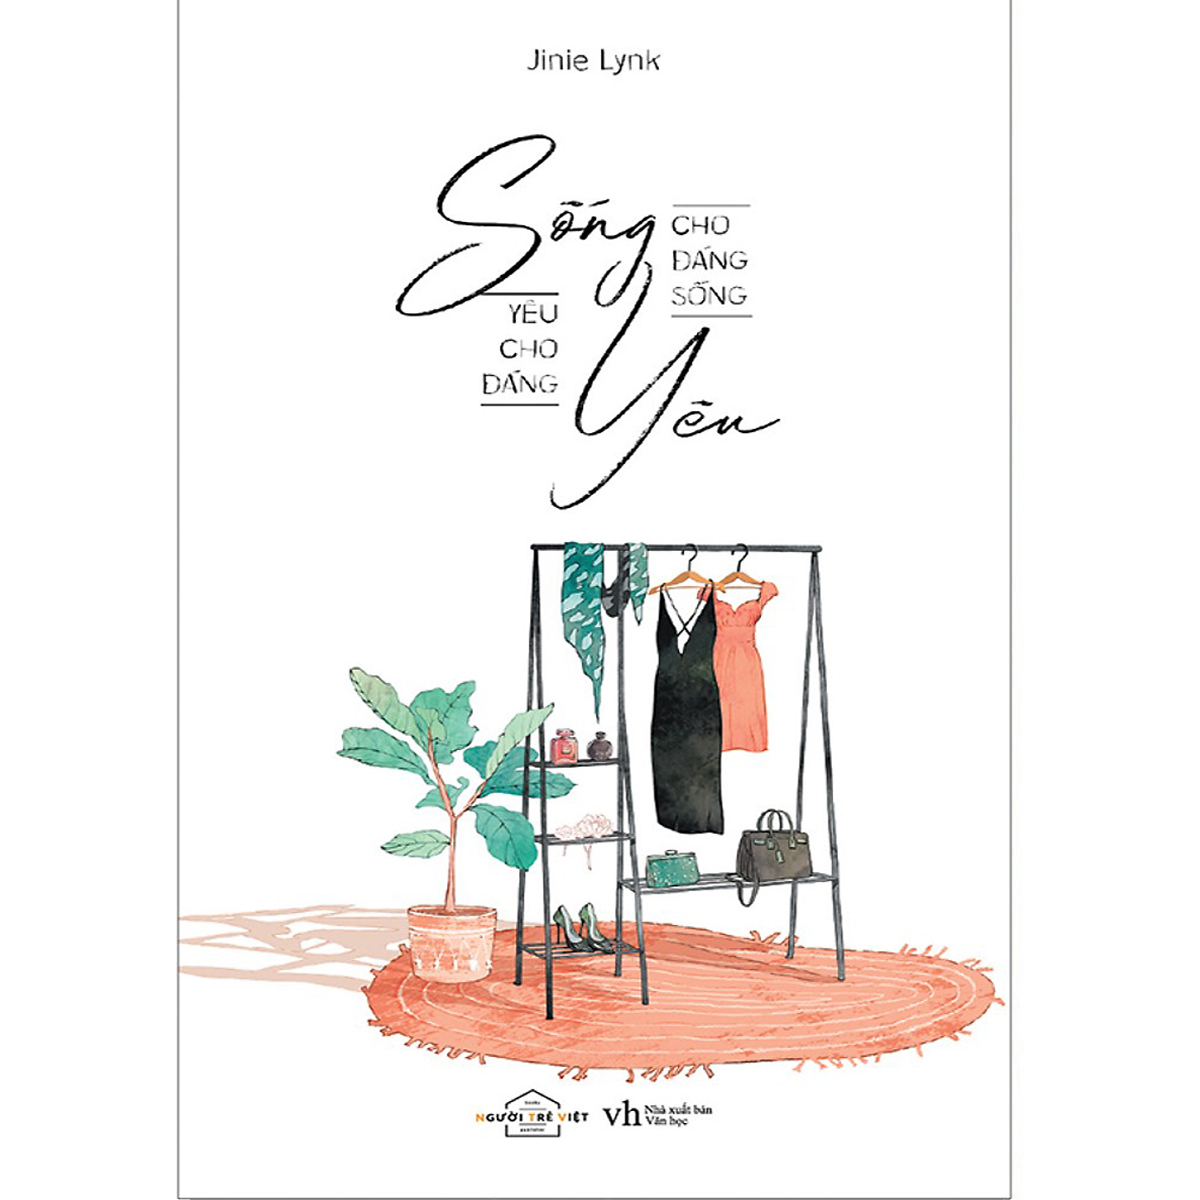 Jinie Lynk
Sống
CHO
ĐÁNG
SỐNG
YÊU
CHO
ĐÁNG
Yêu
NGƯỜI TRẺ VIỆT
vh Nhà xuất bản
Văn học